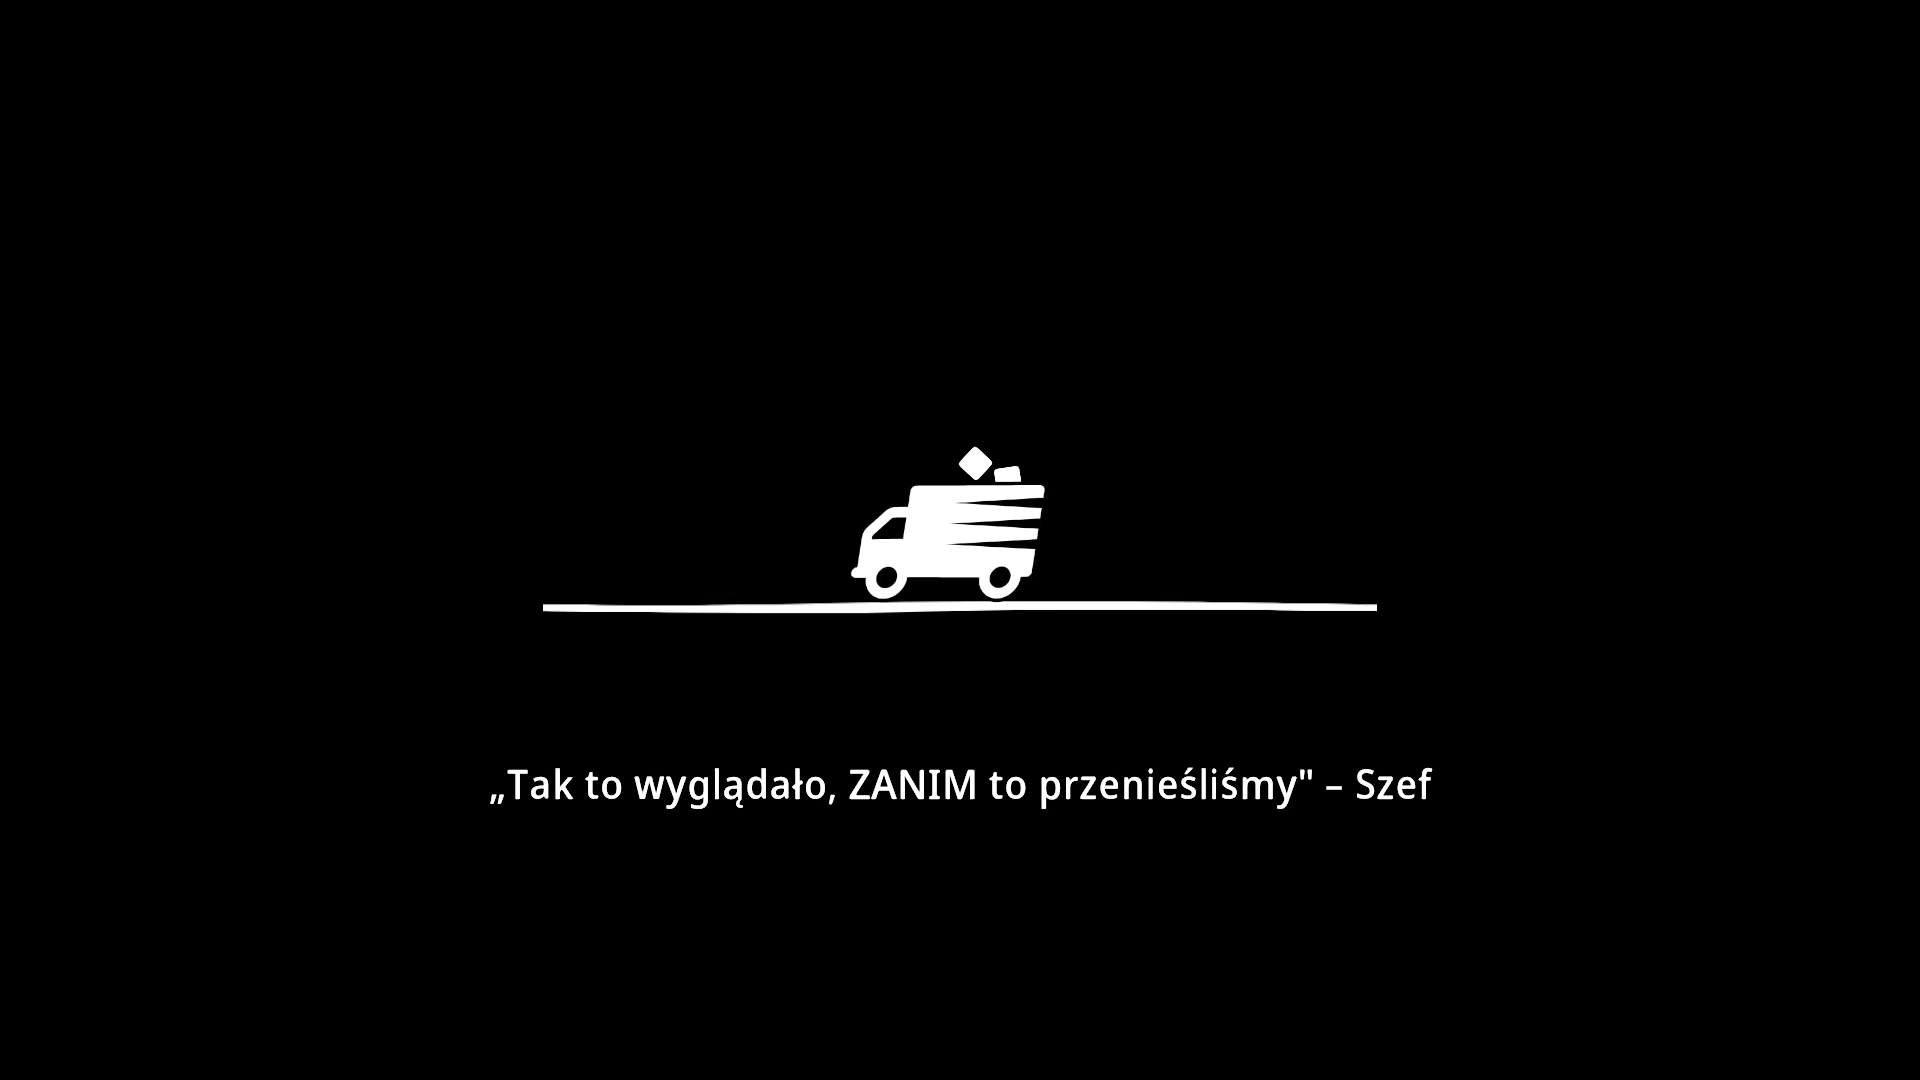 „Tak to wyglądało, ZANIM to przenieśliśmy" – Szef